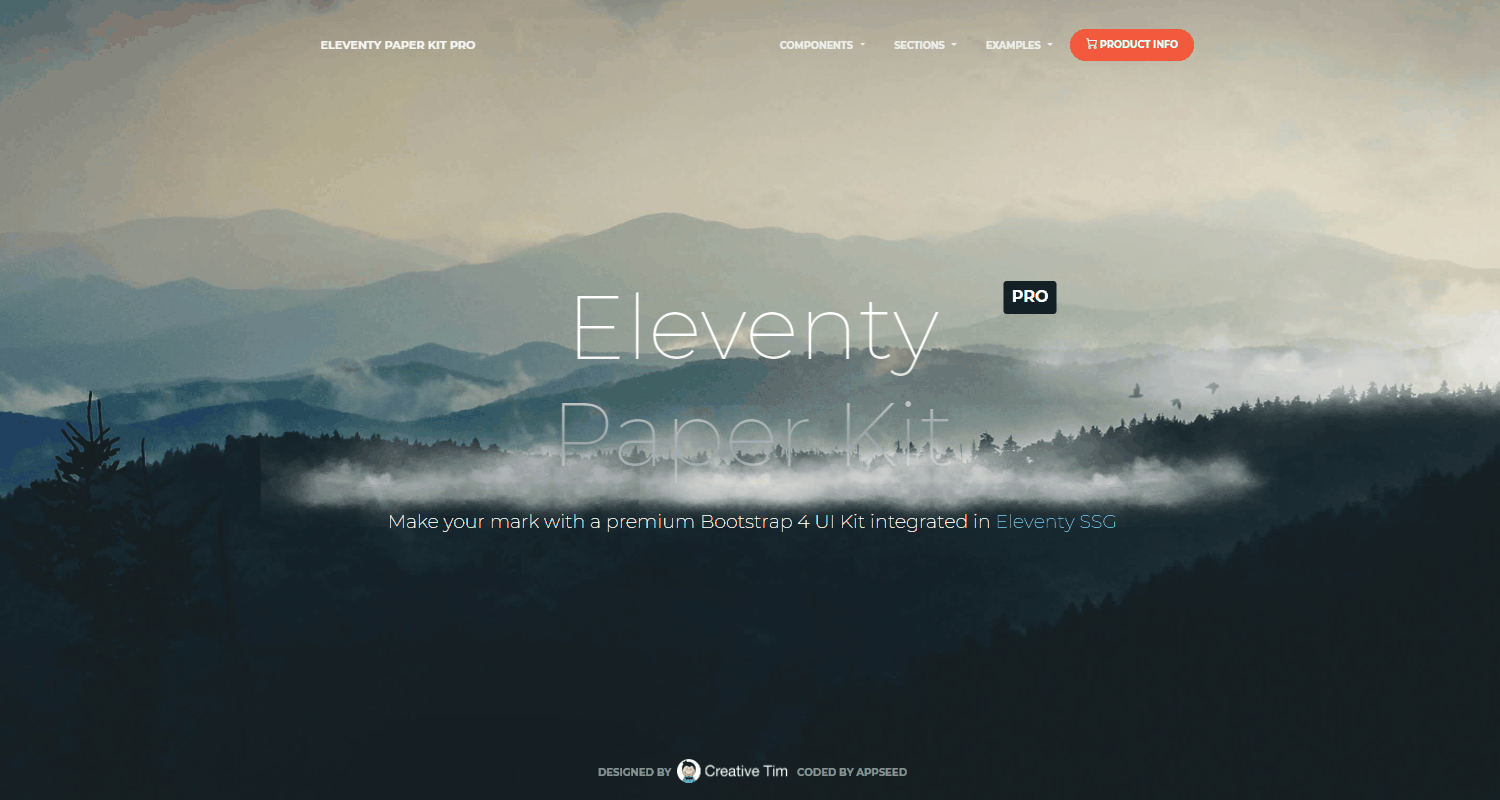 ELEVENTY PAPER KIT PRO COMPONENTS SECTIONS EXAMPLES PRODUCT INFO
PRO
Eleventy
Paper Kit
Make your mark with a premium Bootstrap 4 UI Kit integrated in Eleventy SSG
DESIGNED BY Creative Tim CODED BY APPSEED